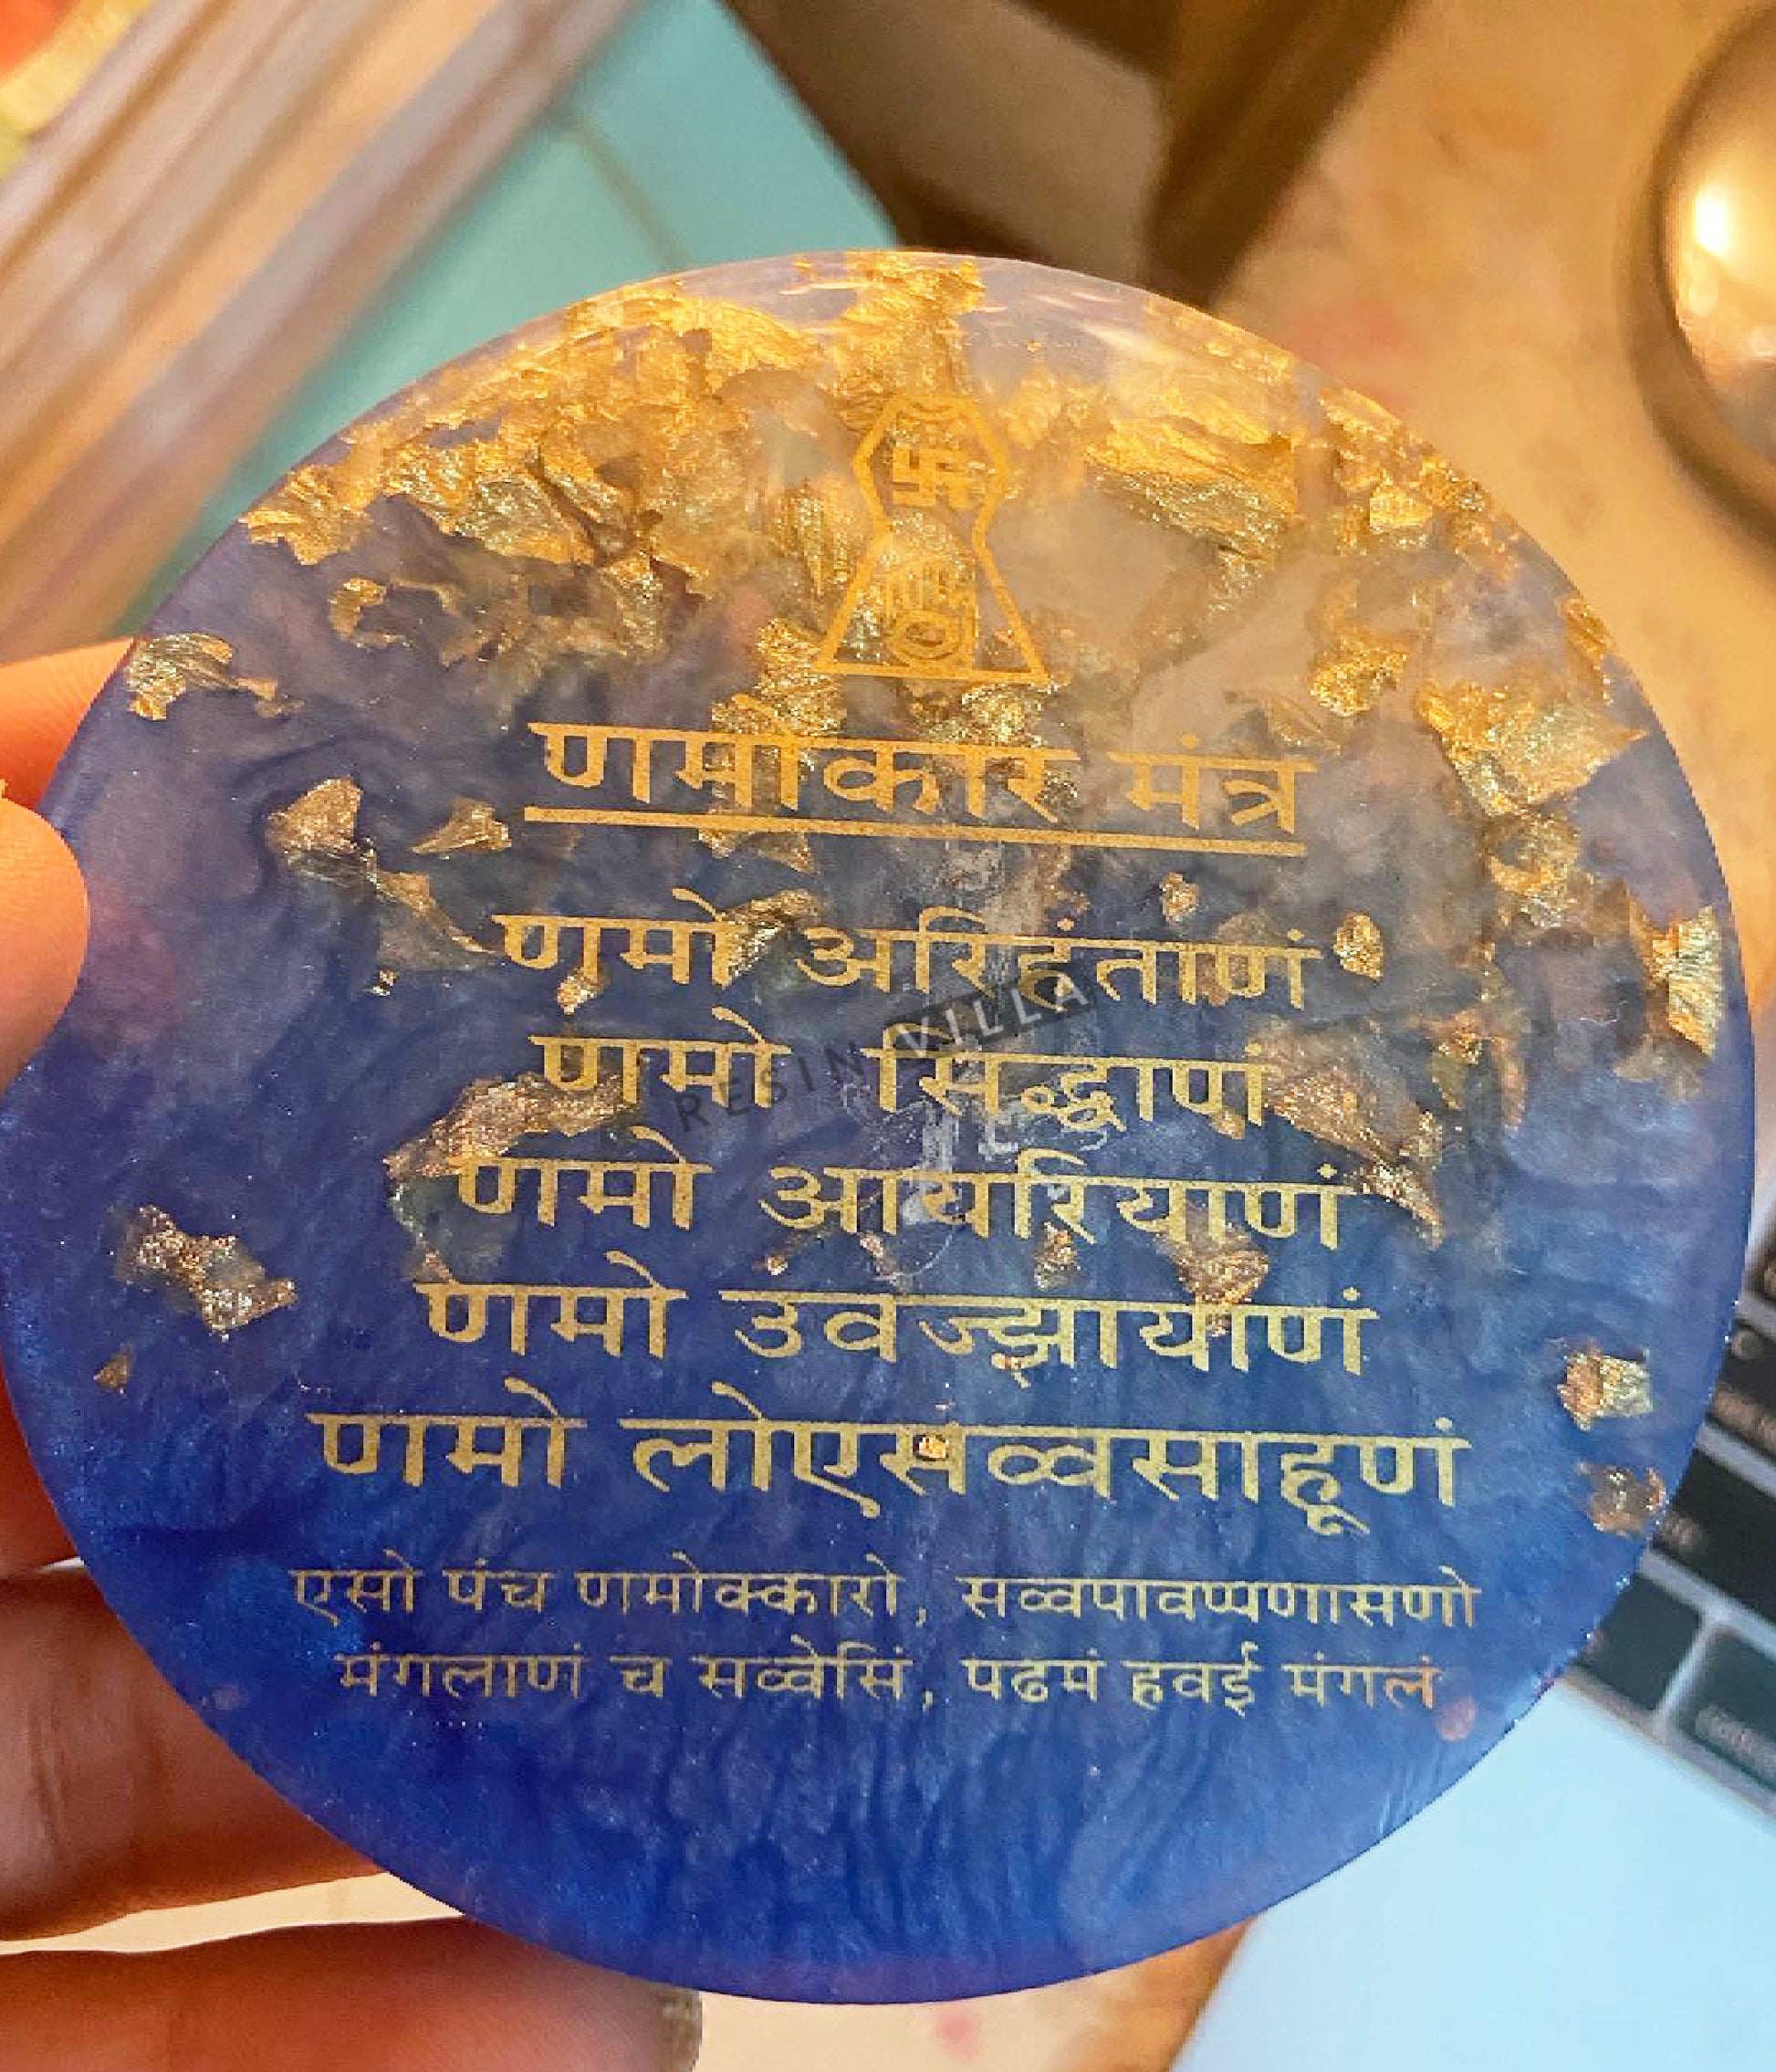 णमोकार मंत्र
णमो अरिहंताणं
णमो सिद्धाणं
णमो आयरियाणं
णमो उवज्झायाणं
णमो लोएसव्वसाहूणं
एसो पंच णमोक्कारो, सव्वपावप्पणासणो
मंगलाणं च सव्वेसिं, पढमं हवई मंगलं
RESIN VILLA